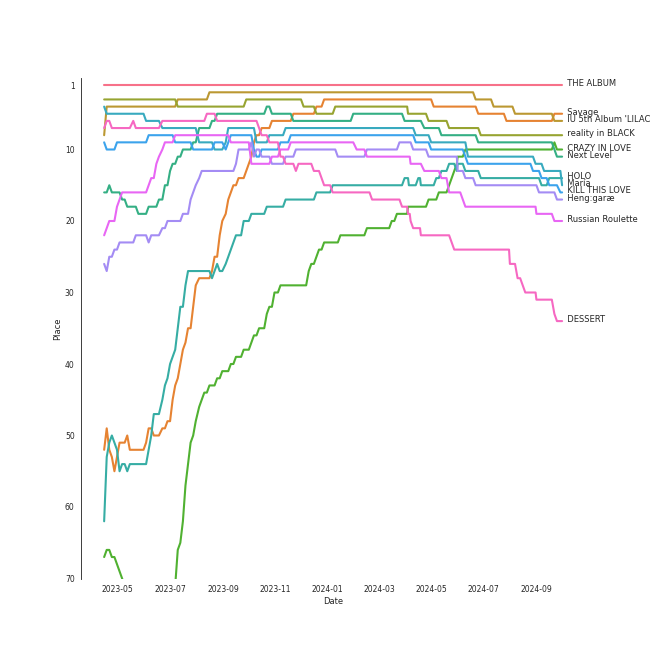 1
10
20
30
40
50
60
70
Place
2023-05
2023-07
2023-09
2023-11
2024-01
2024-03
2024-05
2024-07
2024-09
Date
THE ALBUM
Savage
IU 5th Album 'LILAC
reality in BLACK
CRAZY IN LOVE
Next Level
HOLO
Maria
KILL THIS LOVE
Heng:garæ
Russian Roulette
DESSERT